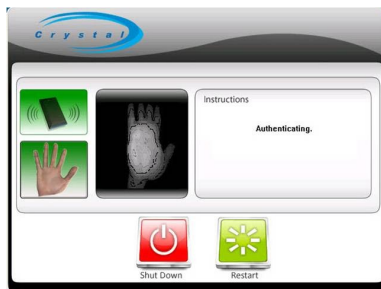 Crystal
Instructions
Authenticating.
Shut Down
Restart